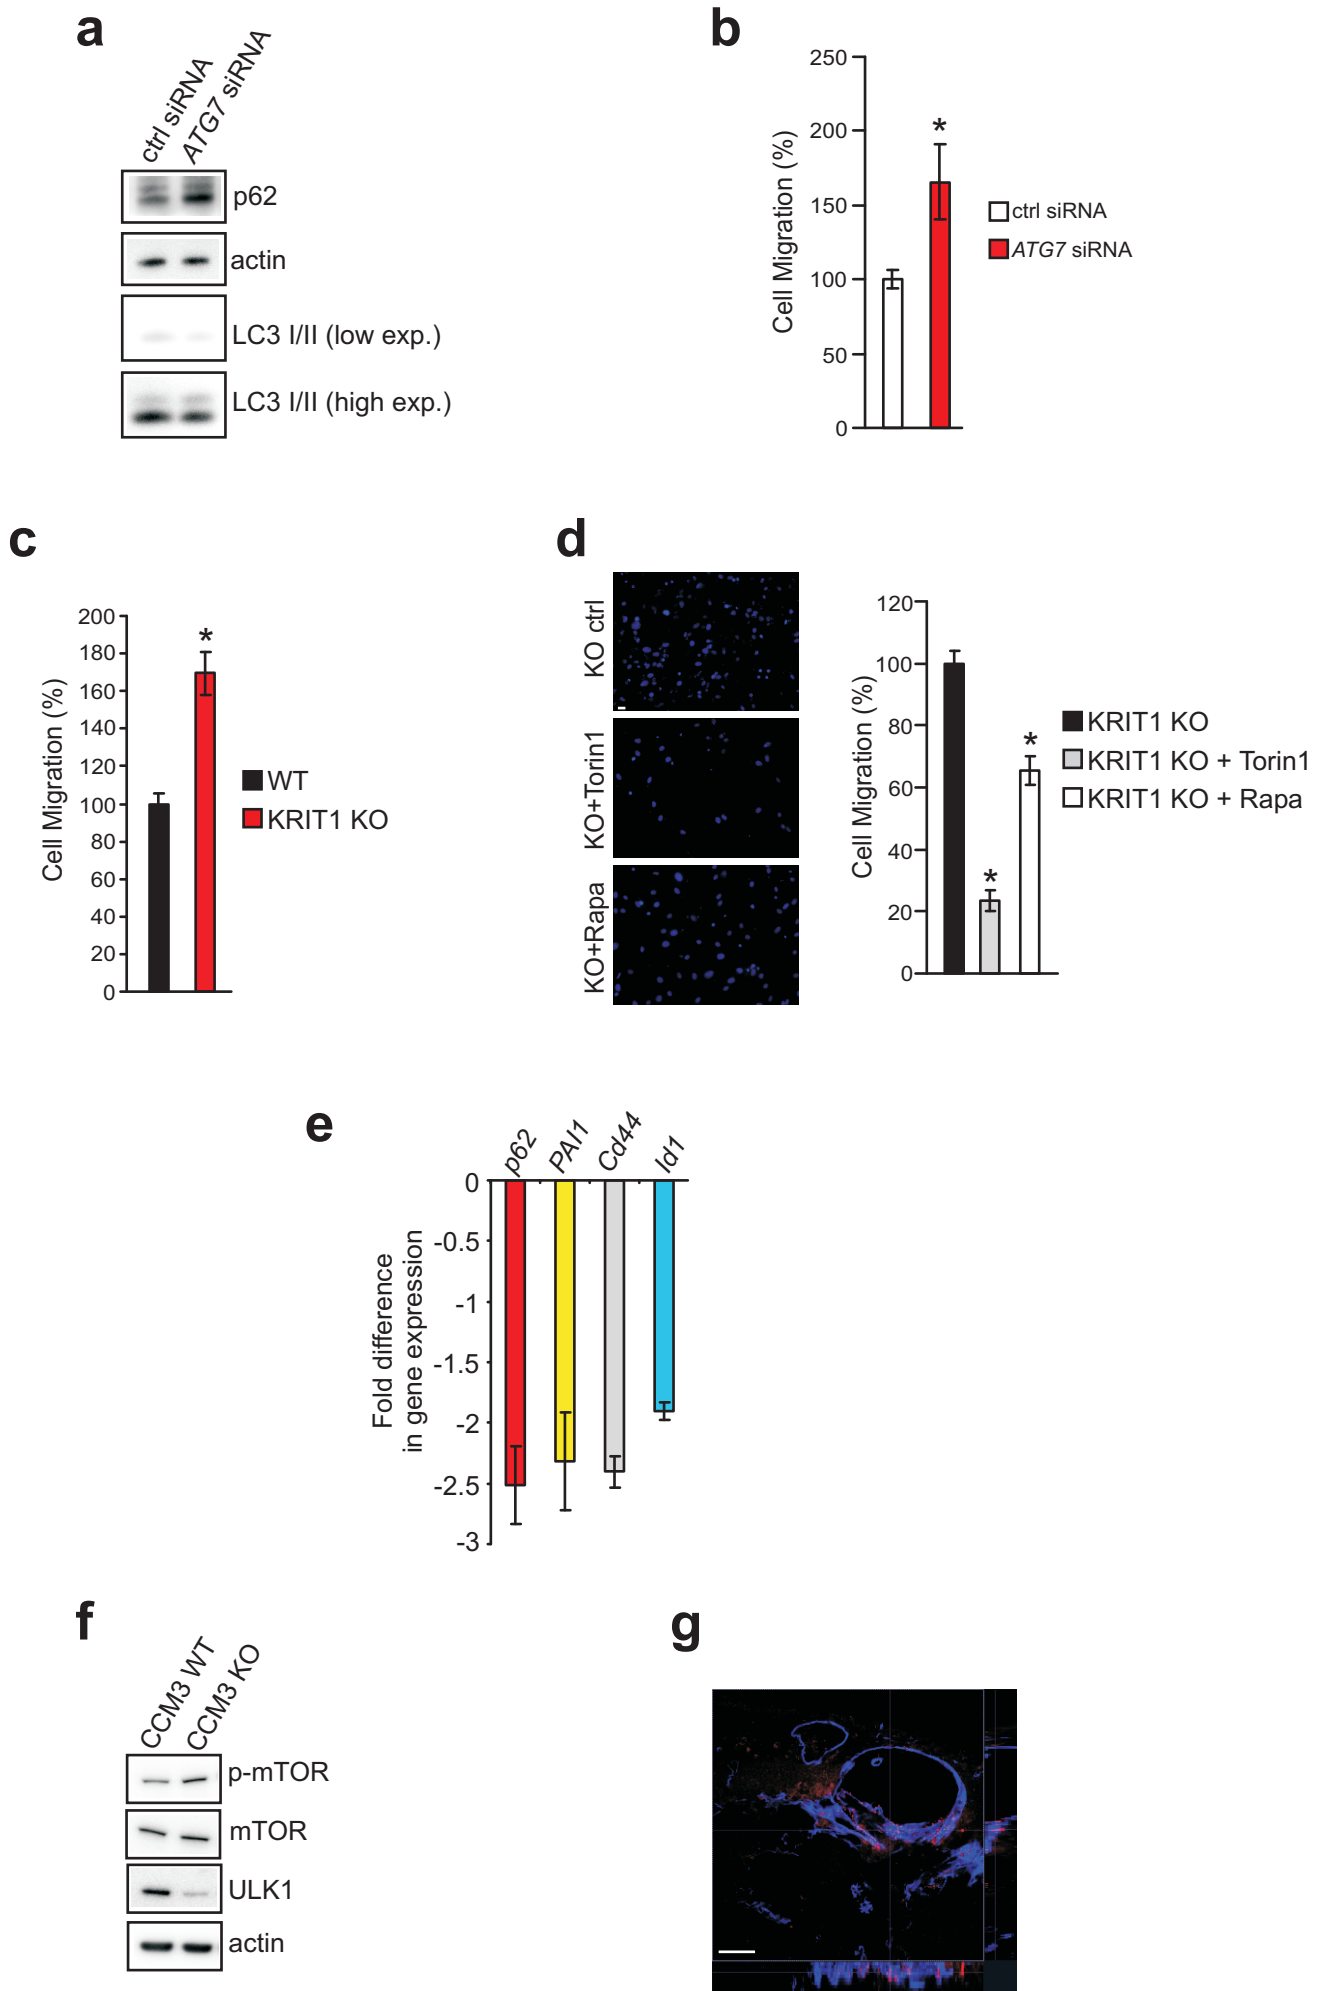 a
ctrl siRNA
ATG7 siRNA
p62
actin
LC3 I/II (low exp.)
LC3 I/II (high exp.)
b
250
200
150
100
50
0
Cell Migration (%)
*
ctrl siRNA
ATG7 siRNA
c
200
180
160
140
120
100
80
60
40
20
0
Cell Migration (%)
*
WT
KRIT1 KO
d
KO ctrl
KO+Torin1
KO+Rapa
120
100
80
60
40
20
0
Cell Migration (%)
*
*
KRIT1 KO
KRIT1 KO + Torin1
KRIT1 KO + Rapa
e
p62
PAI1
Cd44
Id1
0
-0.5
-1
-1.5
-2
-2.5
-3
Fold difference
in gene expression
f
CCM3 WT
CCM3 KO
p-mTOR
mTOR
ULK1
actin
g